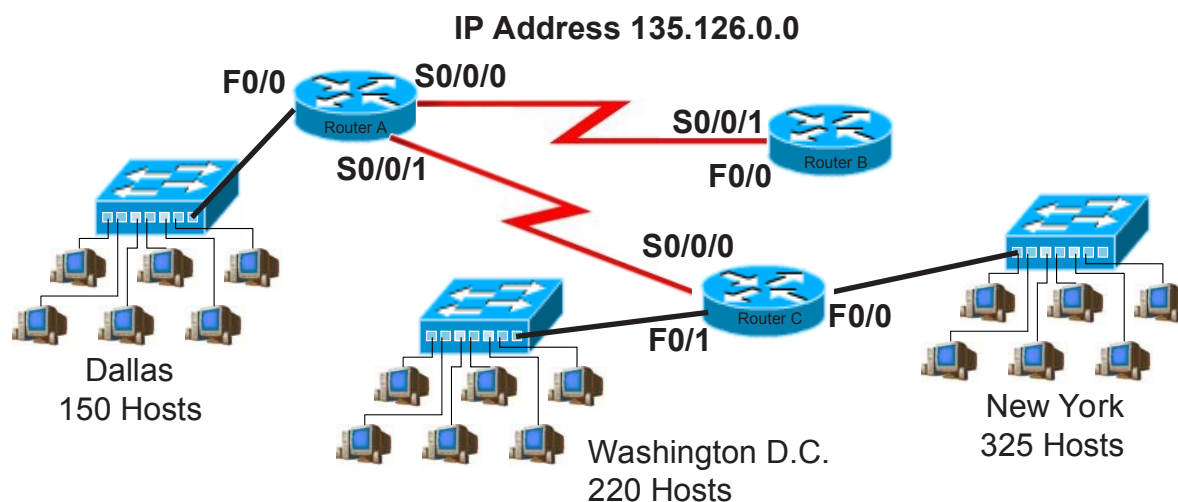 IP Address 135.126.0.0
F0/0
S0/0/0
Router A
S0/0/1
S0/0/1
Router B
F0/0
S0/0/0
Router C
F0/1
F0/0
Dallas
150 Hosts
Washington D.C.
220 Hosts
New York
325 Hosts